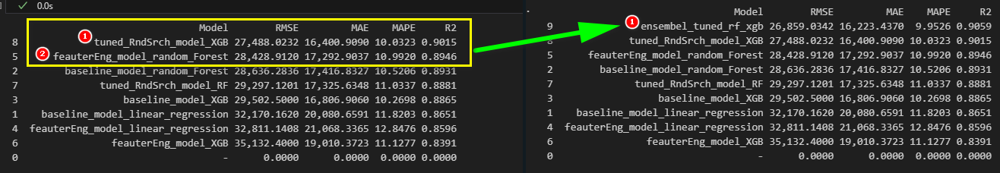 0.0s
Model RMSE MAE MAPE R2
8 1 tuned_RndSrch_model_XGB 27,488.0232 16,400.9090 10.0323 0.9015
5 2 feauterEng_model_random_Forest 28,428.9120 17,292.9037 10.9920 0.8946
2 baseline_model_random_Forest 28,636.2836 17,416.8327 10.5206 0.8931
7 tuned_RndSrch_model_RF 29,297.1201 17,325.6348 11.0337 0.8881
3 baseline_model_XGB 29,502.5000 16,806.9060 10.2698 0.8865
1 baseline_model_linear_regression 32,170.1620 20,080.6591 11.8203 0.8651
4 feauterEng_model_linear_regression 32,811.1408 21,068.3365 12.8476 0.8596
6 feauterEng_model_XGB 35,132.4000 19,010.3723 11.1277 0.8391
0 - 0.0000 0.0000 0.0000 0.0000
Model RMSE MAE MAPE R2
9 1 ensembel_tuned_rf_xgb 26,859.0342 16,223.4370 9.9526 0.9059
8 tuned_RndSrch_model_XGB 27,488.0232 16,400.9090 10.0323 0.9015
5 feauterEng_model_random_Forest 28,428.9120 17,292.9037 10.9920 0.8946
2 baseline_model_random_Forest 28,636.2836 17,416.8327 10.5206 0.8931
7 tuned_RndSrch_model_RF 29,297.1201 17,325.6348 11.0337 0.8881
3 baseline_model_XGB 29,502.5000 16,806.9060 10.2698 0.8865
1 baseline_model_linear_regression 32,170.1620 20,080.6591 11.8203 0.8651
4 feauterEng_model_linear_regression 32,811.1408 21,068.3365 12.8476 0.8596
6 feauterEng_model_XGB 35,132.4000 19,010.3723 11.1277 0.8391
0 - 0.0000 0.0000 0.0000 0.0000